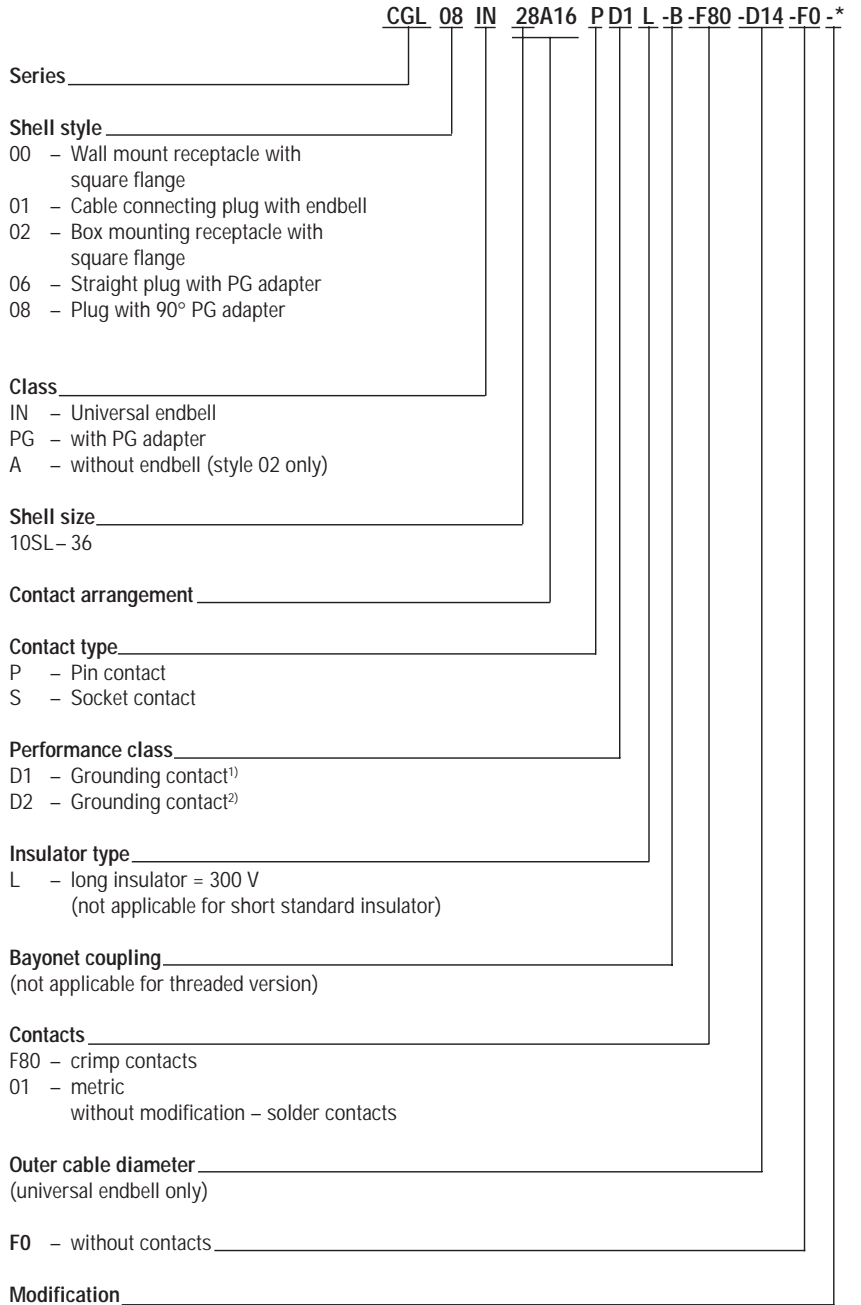 CGL 08 IN 28A16 P D1 L -B -F80 -D14 -F0 -*
Series
Shell style
00 – Wall mount receptacle with
square flange
01 – Cable connecting plug with endbell
02 – Box mounting receptacle with
square flange
06 – Straight plug with PG adapter
08 – Plug with 90° PG adapter
Class
IN – Universal endbell
PG – with PG adapter
A – without endbell (style 02 only)
Shell size
10SL – 36
Contact arrangement
Contact type
P – Pin contact
S – Socket contact
Performance class
D1 – Grounding contact1)
D2 – Grounding contact2)
Insulator type
L – long insulator = 300 V
(not applicable for short standard insulator)
Bayonet coupling
(not applicable for threaded version)
Contacts
F80 – crimp contacts
01 – metric
without modification – solder contacts
Outer cable diameter
(universal endbell only)
F0 – without contacts
Modification